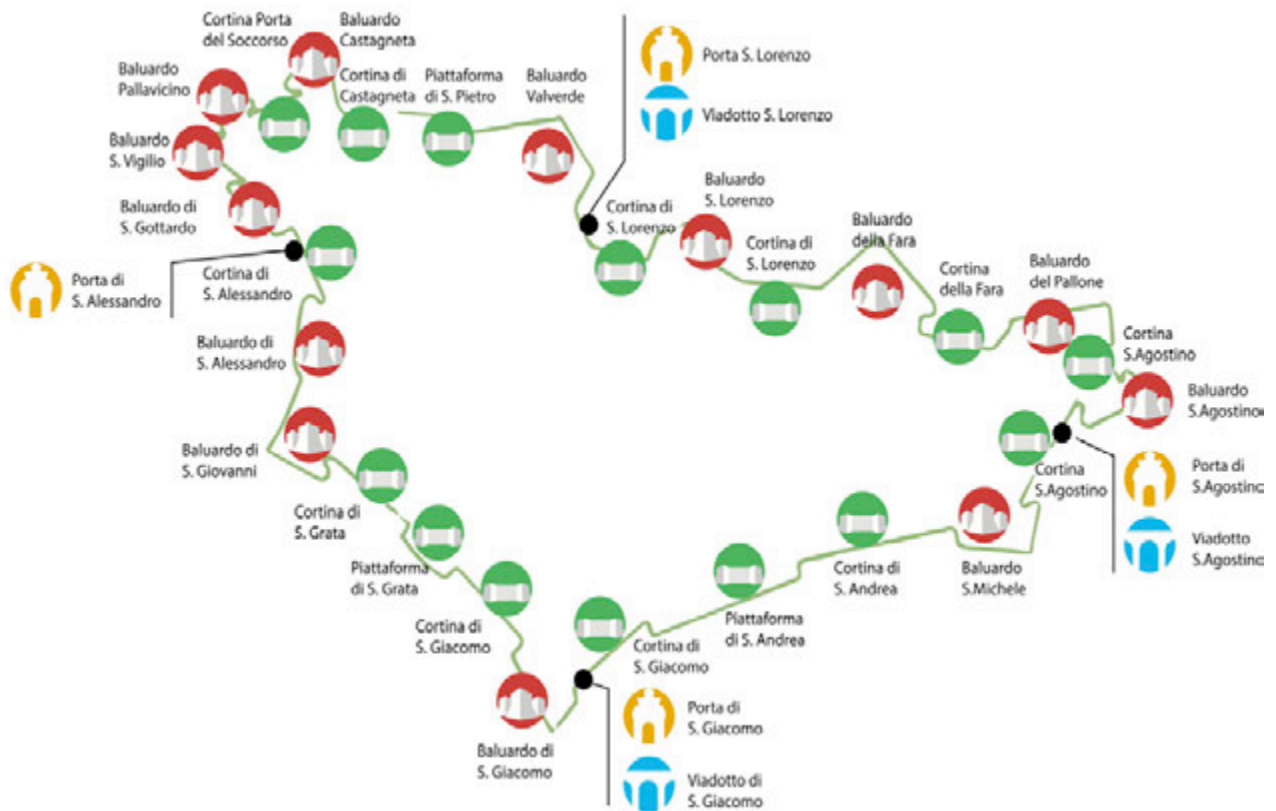 Cortina Porta
del Soccorso
Baluardo
Castagneta
Baluardo
Pallavicino
Cortina di
Castagneta
Piattaforma
di S. Pietro
Baluardo
Valverde
Porta S. Lorenzo
Viadotto S. Lorenzo
Baluardo
S. Vigilio
Baluardo di
S. Gottardo
Cortina di
S. Lorenzo
Baluardo
S. Lorenzo
Cortina di
S. Lorenzo
Baluardo
della Fara
Cortina
della Fara
Baluardo
del Pallone
Porta di
S. Alessandro
Cortina di
S. Alessandro
Cortina
S.Agostino
Baluardo di
S. Alessandro
Baluardo
S.Agostino
Baluardo di
S. Giovanni
Cortina
S.Agostino
Porta di
S.Agostino
Viadotto
S.Agostino
Cortina di
S. Grata
Piattaforma
di S. Grata
Cortina di
S. Giacomo
Cortina di
S. Andrea
Baluardo
S.Michele
Piattaforma
di S. Andrea
Cortina di
S. Giacomo
Baluardo di
S. Giacomo
Porta di
S. Giacomo
Viadotto di
S. Giacomo